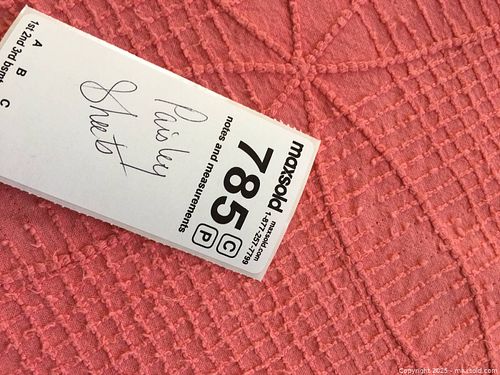 maxsold
maxsold.com
1-877-257-7799
785
C
P
notes and measurements
Paisley
Sheets
A B C
1st 2nd 3rd bsmt
Copyright 2025 - maxsold.com